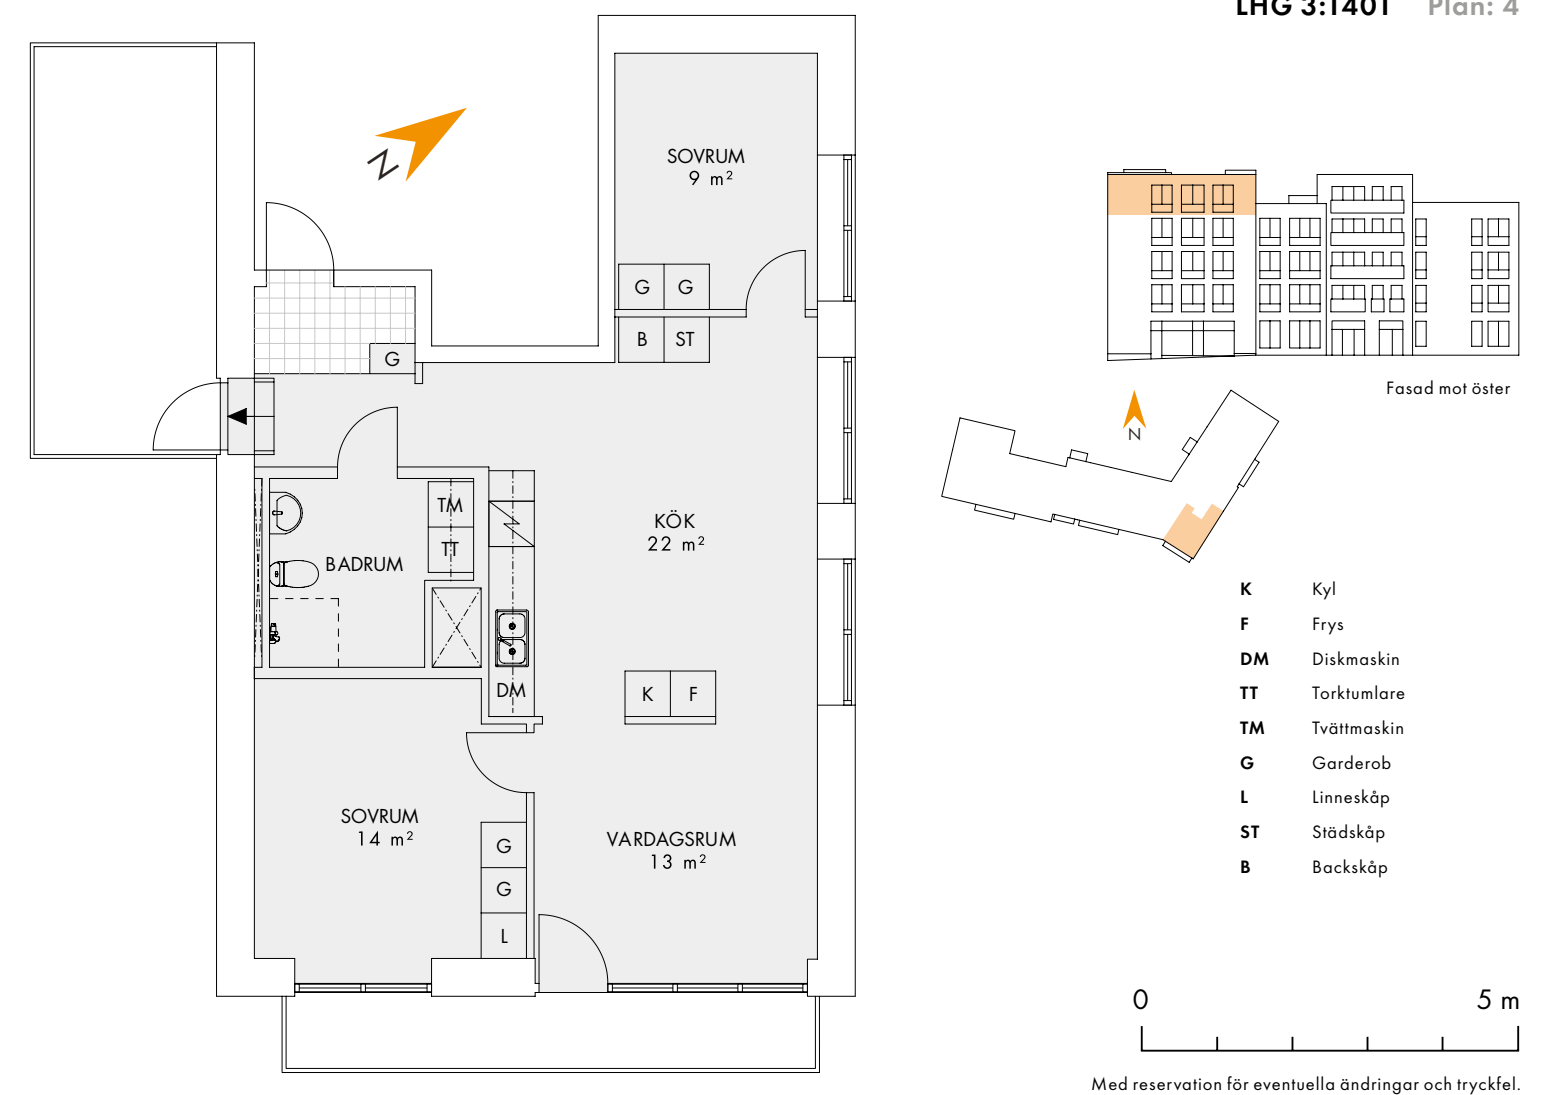 LHG 3:1401 Plan: 4
N
SOVRUM
9 m²
G G
B ST
G
TM
TT
BADRUM
KÖK
22 m²
DM
K F
SOVRUM
14 m²
G
G
L
VARDAGSRUM
13 m²
Fasad mot öster
N
K Kyl
F Frys
DM Diskmaskin
TT Torktumlare
TM Tvättmaskin
G Garderob
L Linneskåp
ST Städskåp
B Backskåp
0 5 m
Med reservation för eventuella ändringar och tryckfel.